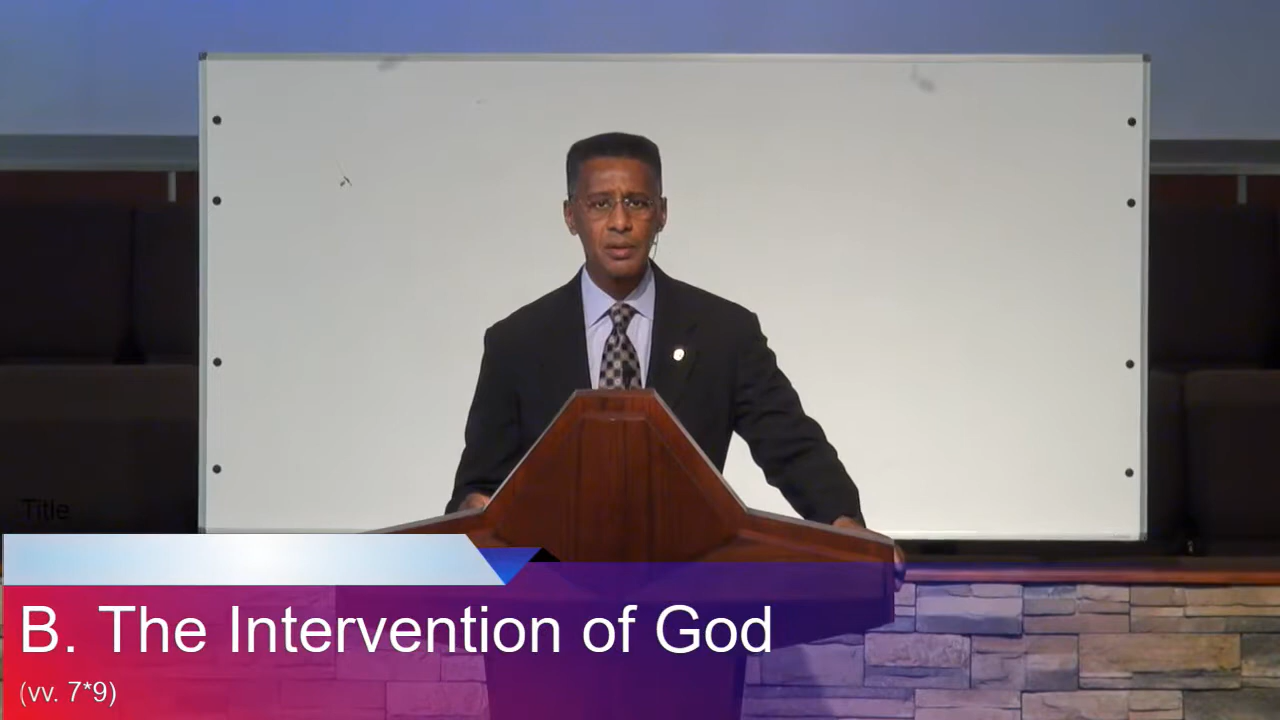 Title
B. The Intervention of God
(vv. 7*9)